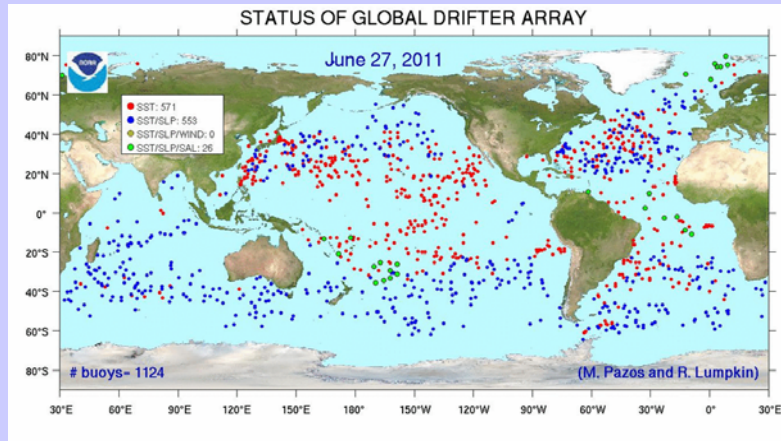 STATUS OF GLOBAL DRIFTER ARRAY
NOAA
June 27, 2011
SST: 571
SST/SLP: 553
SST/SLP/WIND: 0
SST/SLP/SAL: 26
80°N
60°N
40°N
20°N
0°
20°S
40°S
60°S
80°S
# buoys- 1124
(M. Pazos and R. Lumpkin)
30°E 60°E 90°E 120°E 150°E 180° 150°W 120°W 90°W 60°W 30°W 0° 30°E